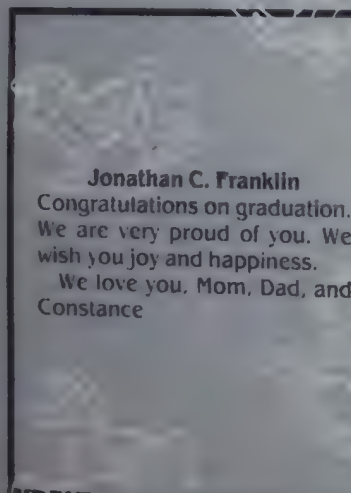 Jonathan C. Franklin
Congratulations on graduation.
We are very proud of you. We
wish you joy and happiness.
We love you, Mom, Dad, and
Constance